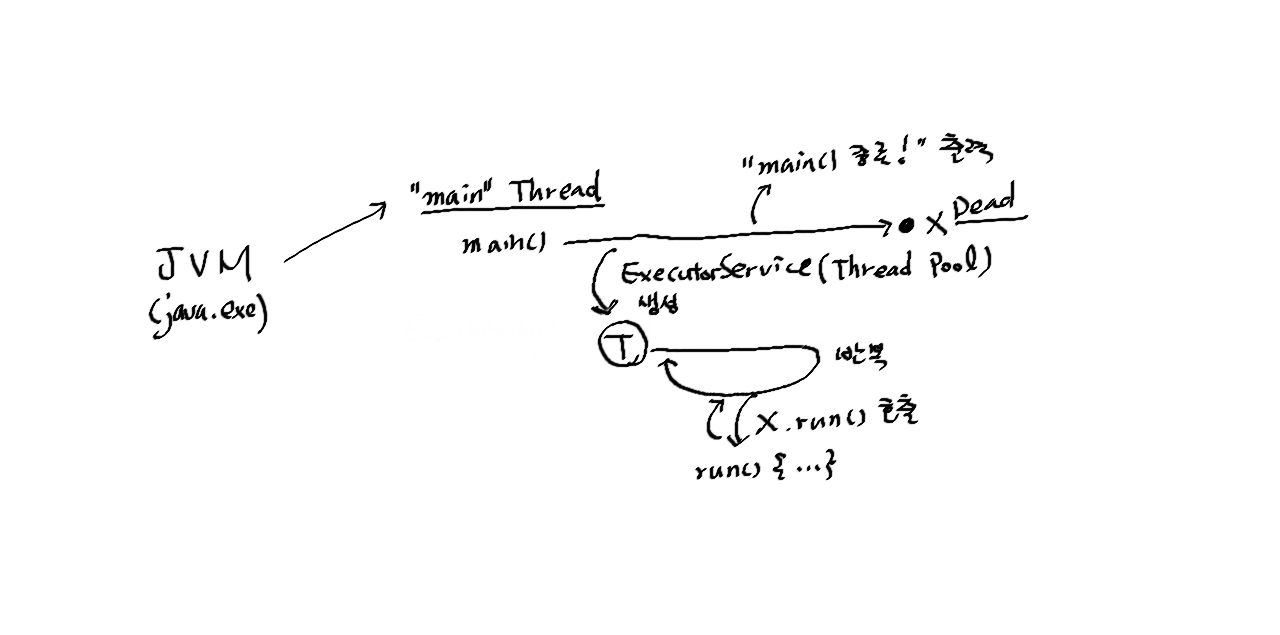 "main() 종료!" 출력
"main" Thread
Dead
main()
JVM
(java.exe)
ExecutorService(Thread Pool)
생성
T
반복
X.run() 호출
run() {...}